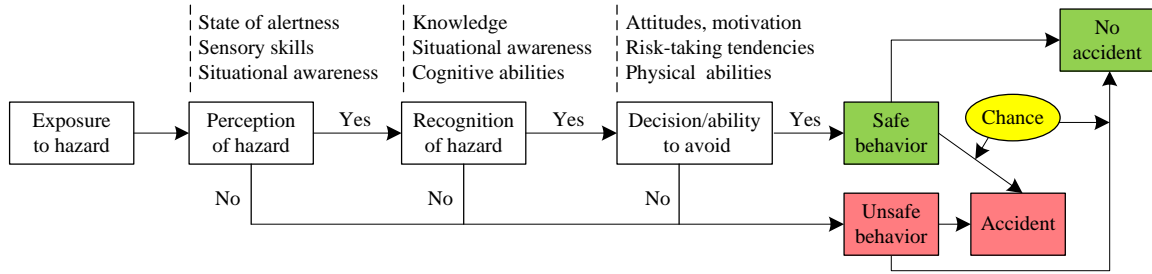 State of alertness
Sensory skills
Situational awareness
Knowledge
Situational awareness
Cognitive abilities
Attitudes, motivation
Risk-taking tendencies
Physical abilities
No
accident
Exposure
to hazard
Perception
of hazard
Yes
Recognition
of hazard
Yes
Decision/ability
to avoid
Yes
Safe
behavior
Chance
No
No
No
Unsafe
behavior
Accident